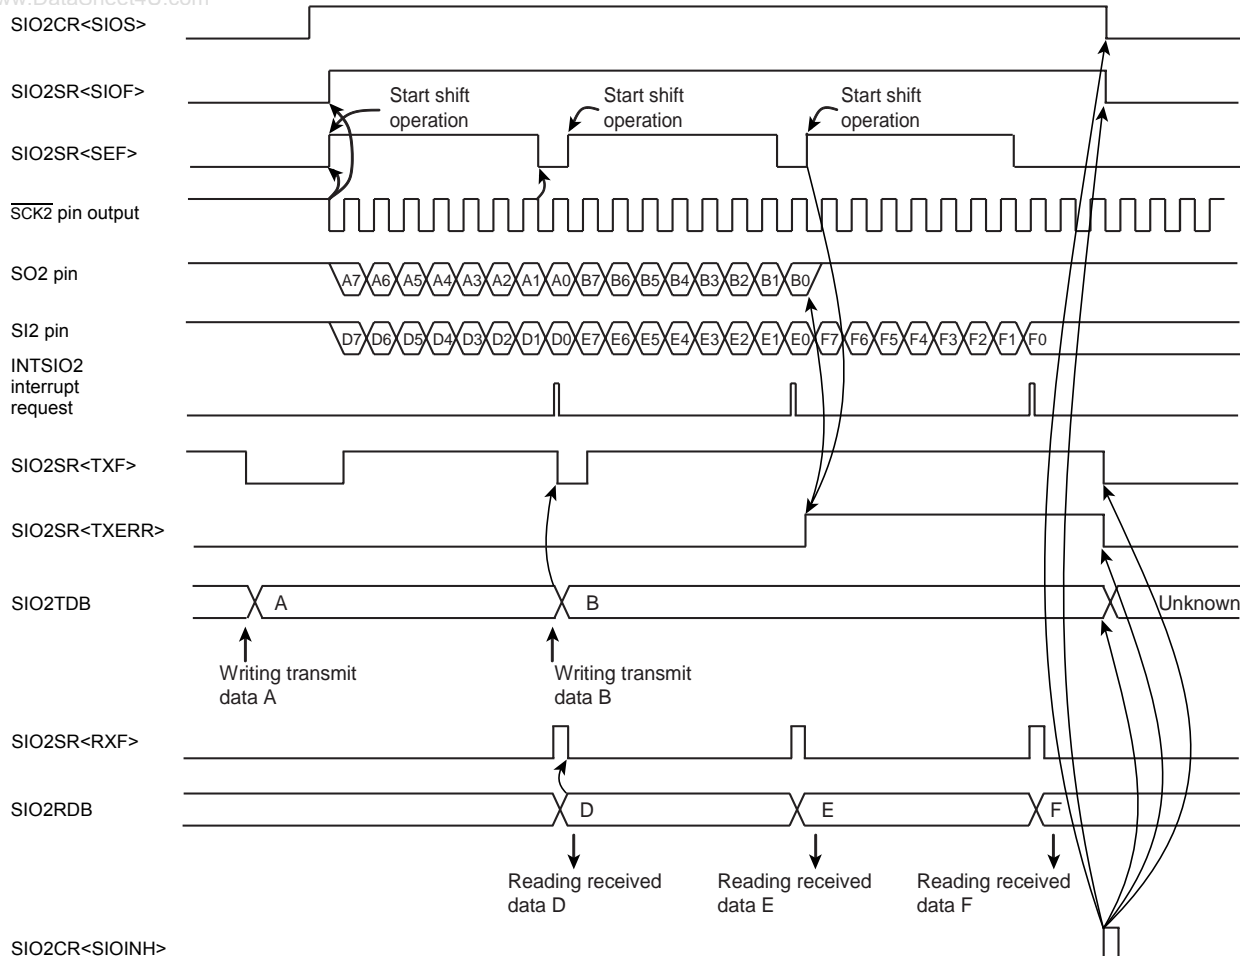 www.DataSheet4U.com
SIO2CR<SIOS>
SIO2SR<SIOF>
Start shift
operation
Start shift
operation
Start shift
operation
SIO2SR<SEF>
SCK2 pin output
SO2 pin
A7 A6 A5 A4 A3 A2 A1 A0 B7 B6 B5 B4 B3 B2 B1 B0
SI2 pin
D7 D6 D5 D4 D3 D2 D1 D0 E7 E6 E5 E4 E3 E2 E1 E0 F7 F6 F5 F4 F3 F2 F1 F0
INTSIO2
interrupt
request
SIO2SR<TXF>
SIO2SR<TXERR>
SIO2TDB
A
B
Unknown
Writing transmit
data A
Writing transmit
data B
SIO2SR<RXF>
SIO2RDB
D
E
F
Reading received
data D
Reading received
data E
Reading received
data F
SIO2CR<SIOINH>